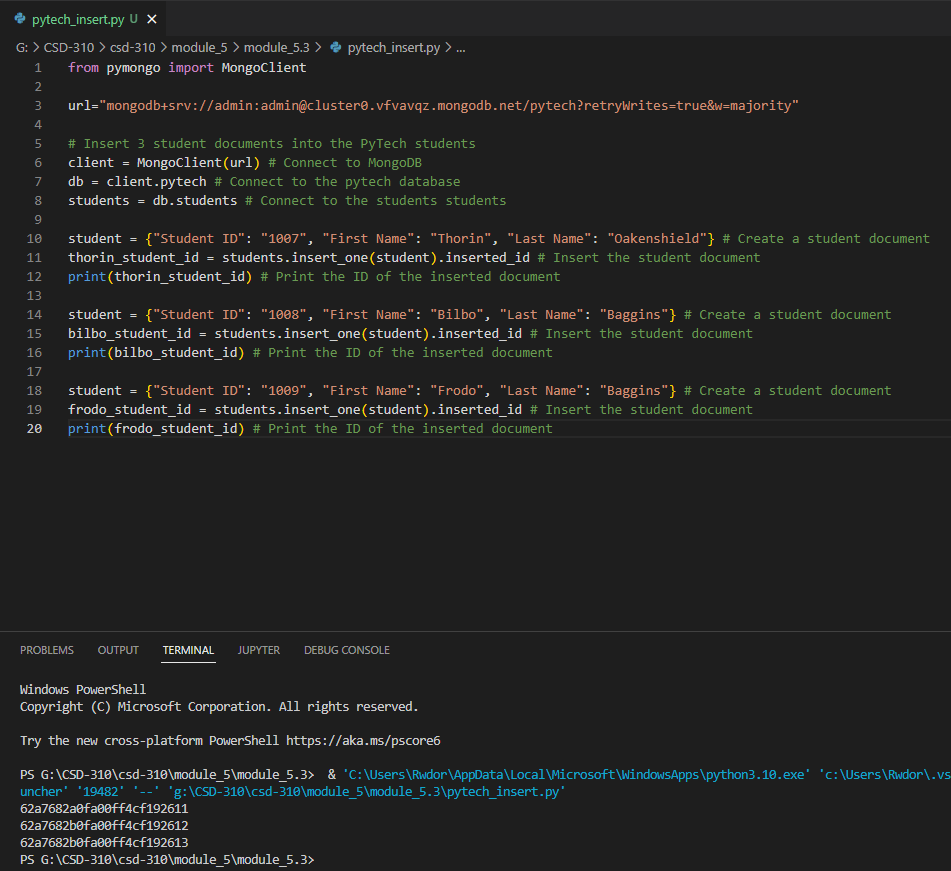 pytech_insert.py U ✕
G: > CSD-310 > csd-310 > module_5 > module_5.3 > pytech_insert.py > ...
1 from pymongo import MongoClient
2
3 url="mongodb+srv://admin:admin@cluster0.vfvavqz.mongodb.net/pytech?retryWrites=true&w=majority"
4
5 # Insert 3 student documents into the PyTech students
6 client = MongoClient(url) # Connect to MongoDB
7 db = client.pytech # Connect to the pytech database
8 students = db.students # Connect to the students students
9
10 student = {"Student ID": "1007", "First Name": "Thorin", "Last Name": "Oakenshield"} # Create a student document
11 thorin_student_id = students.insert_one(student).inserted_id # Insert the student document
12 print(thorin_student_id) # Print the ID of the inserted document
13
14 student = {"Student ID": "1008", "First Name": "Bilbo", "Last Name": "Baggins"} # Create a student document
15 bilbo_student_id = students.insert_one(student).inserted_id # Insert the student document
16 print(bilbo_student_id) # Print the ID of the inserted document
17
18 student = {"Student ID": "1009", "First Name": "Frodo", "Last Name": "Baggins"} # Create a student document
19 frodo_student_id = students.insert_one(student).inserted_id # Insert the student document
20 print(frodo_student_id) # Print the ID of the inserted document
PROBLEMS OUTPUT TERMINAL JUPYTER DEBUG CONSOLE
Windows PowerShell
Copyright (C) Microsoft Corporation. All rights reserved.
Try the new cross-platform PowerShell https://aka.ms/pscore6
PS G:\CSD-310\csd-310\module_5\module_5.3>  & 'C:\Users\Rwdor\AppData\Local\Microsoft\WindowsApps\python3.10.exe' 'c:\Users\Rwdor\.vs
uncher' '19482' '--' 'g:\CSD-310\csd-310\module_5\module_5.3\pytech_insert.py'
62a7682a0fa00ff4cf192611
62a7682b0fa00ff4cf192612
62a7682b0fa00ff4cf192613
PS G:\CSD-310\csd-310\module_5\module_5.3>